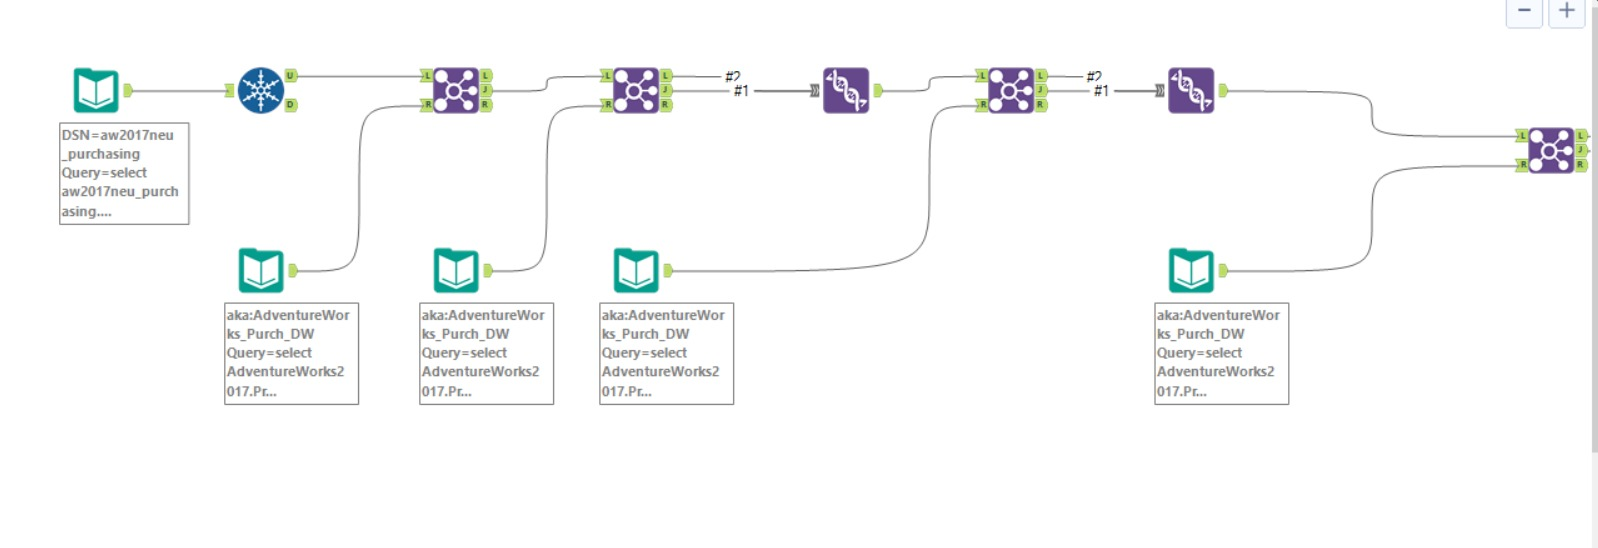 − +
U
D
L
R
L
J
R
L
R
L
J
R
#2
#1
L
R
L
J
R
#2
#1
L
R
L
J
R
DSN=aw2017neu
_purchasing
Query=select
aw2017neu_purch
asing....
aka:AdventureWor
ks_Purch_DW
Query=select
AdventureWorks2
017.Pr...
aka:AdventureWor
ks_Purch_DW
Query=select
AdventureWorks2
017.Pr...
aka:AdventureWor
ks_Purch_DW
Query=select
AdventureWorks2
017.Pr...
aka:AdventureWor
ks_Purch_DW
Query=select
AdventureWorks2
017.Pr...